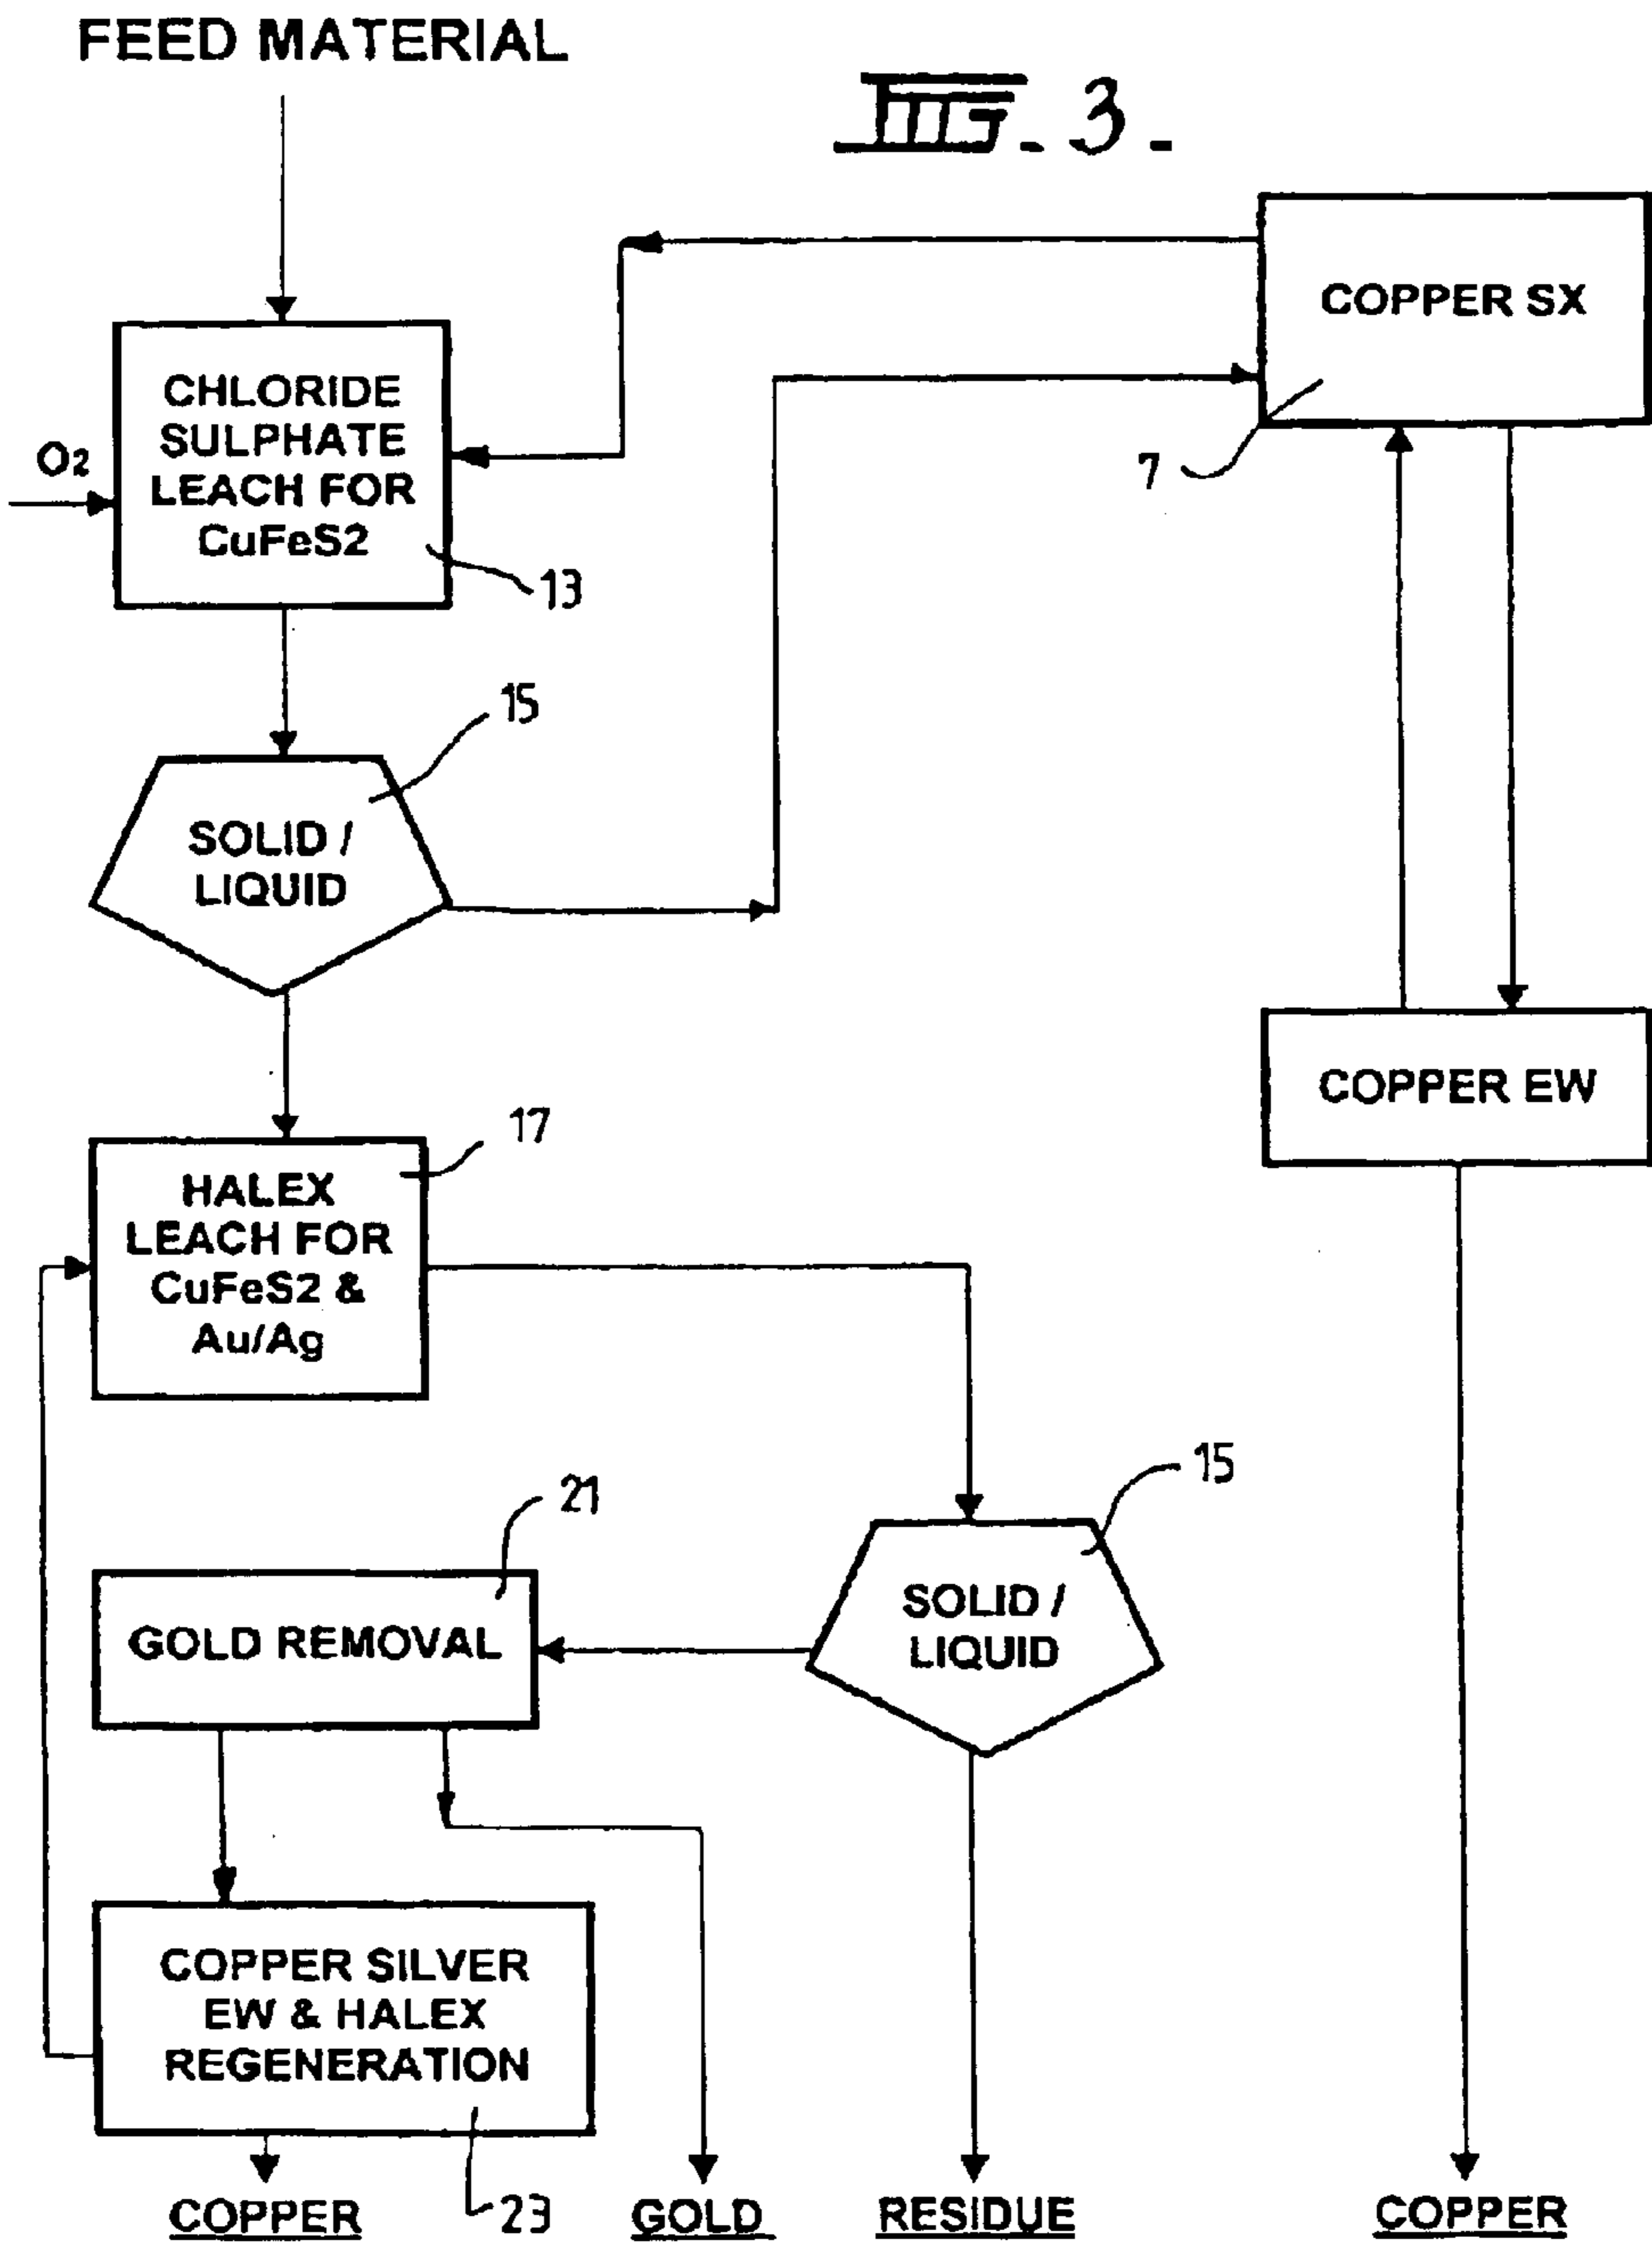 FEED MATERIAL
FIG. 3.
COPPER SX
7
O2
CHLORIDE
SULPHATE
LEACH FOR
CuFeS2
13
15
SOLID /
LIQUID
COPPER EW
17
HALEX
LEACH FOR
CuFeS2 &
Au/Ag
15
SOLID /
LIQUID
21
GOLD REMOVAL
COPPER SILVER
EW & HALEX
REGENERATION
23
COPPER
GOLD
RESIDUE
COPPER